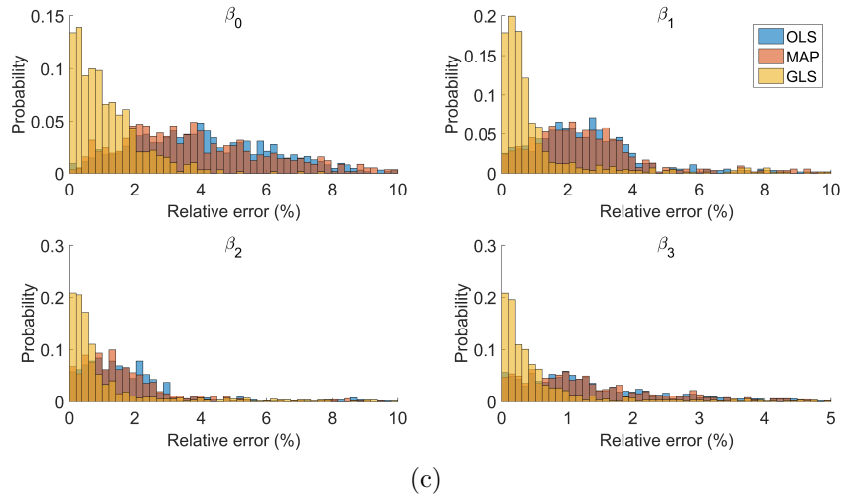 β0
Probability
0.15
0.1
0.05
0
0 2 4 6 8 10
Relative error (%)
β1
OLS
MAP
GLS
Probability
0.2
0.15
0.1
0.05
0
0 2 4 6 8 10
Relative error (%)
β2
Probability
0.3
0.2
0.1
0
0 2 4 6 8 10
Relative error (%)
β3
Probability
0.3
0.2
0.1
0
0 1 2 3 4 5
Relative error (%)
(c)